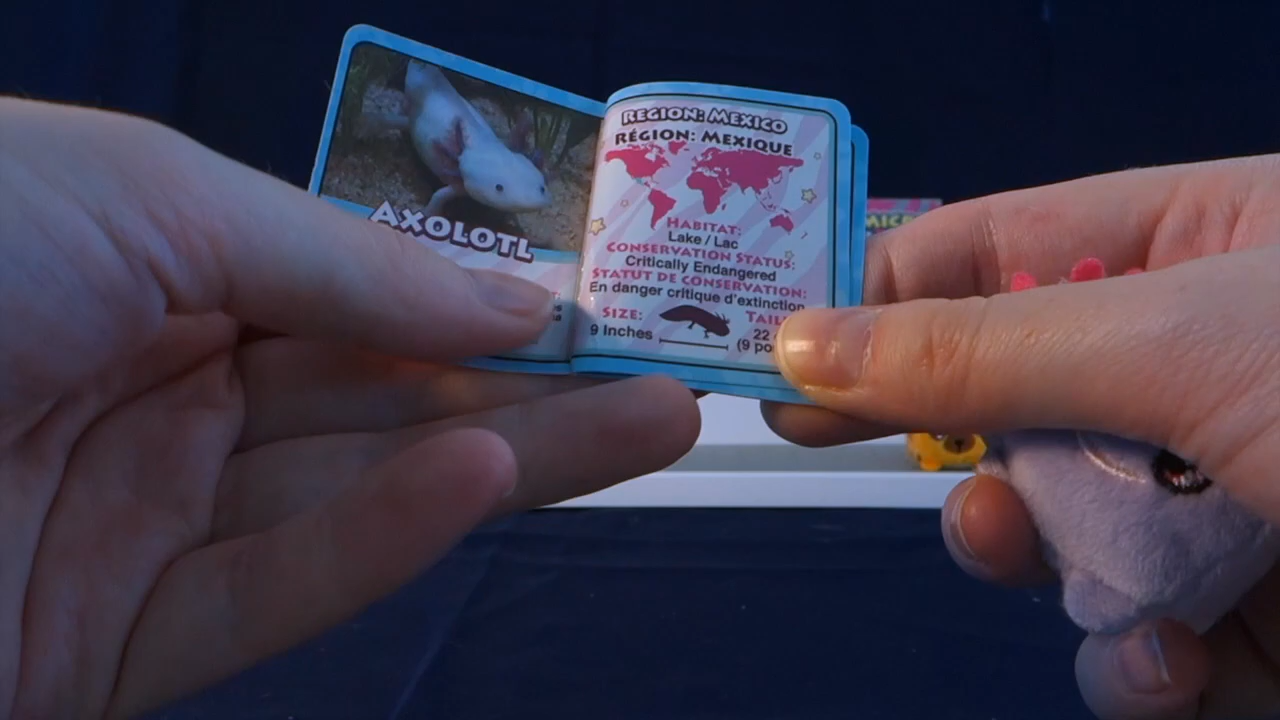 AXOLOTL
REGION: MEXICO
RÉGION: MEXIQUE
HABITAT:
Lake / Lac
CONSERVATION STATUS:
Critically Endangered
STATUT DE CONSERVATION:
En danger critique d'extinction
SIZE:
9 Inches
22
(9